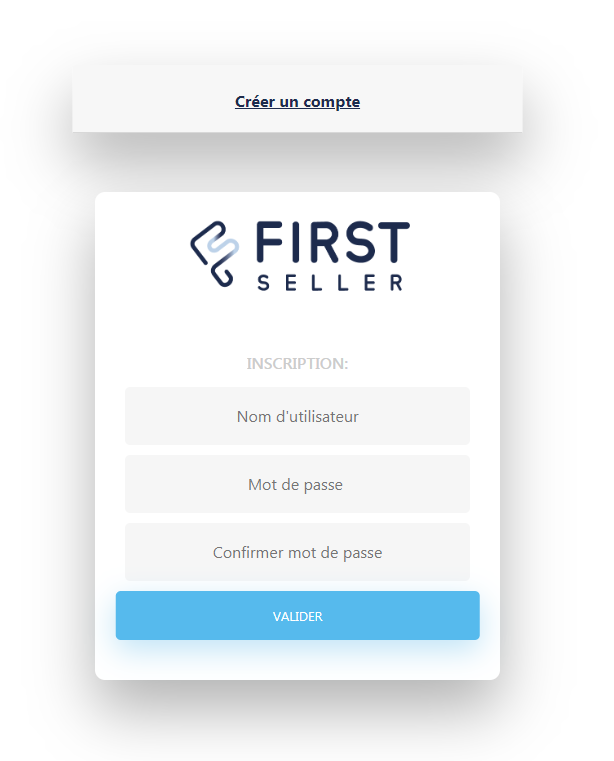 Créer un compte
FIRST
SELLER
INSCRIPTION:
Nom d'utilisateur
Mot de passe
Confirmer mot de passe
VALIDER